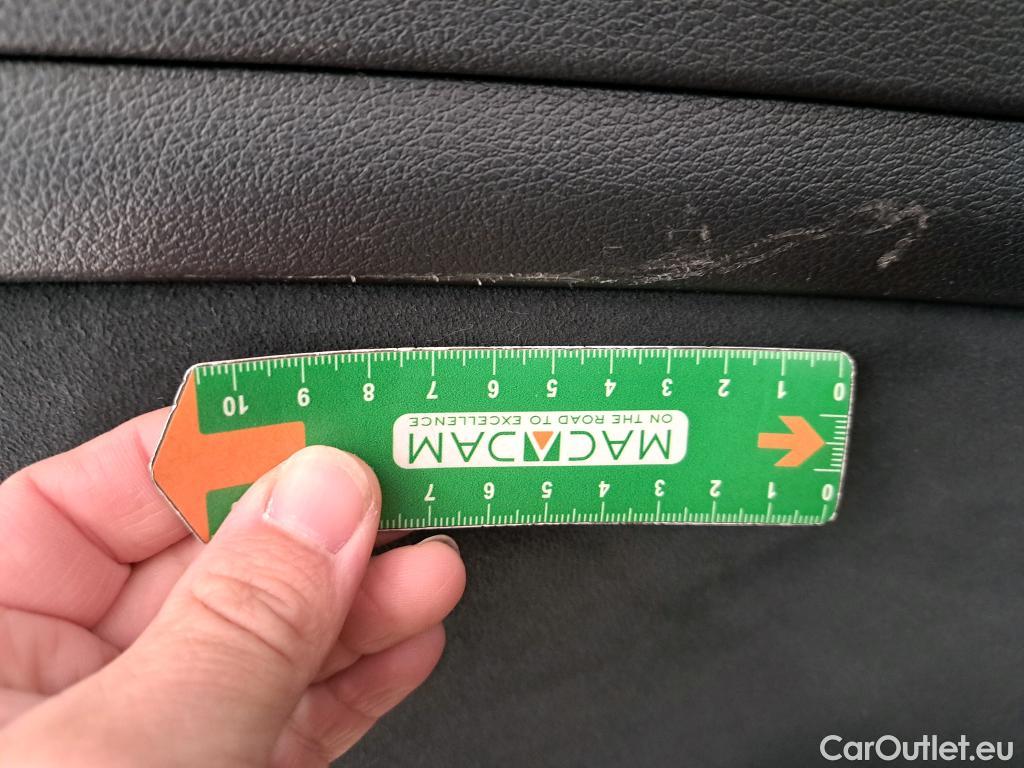 10 9 8 7 6 5 4 3 2 1 0
ON THE ROAD TO EXCELLENCE
MACADAM
7 6 5 4 3 2 1 0
CarOutlet.eu